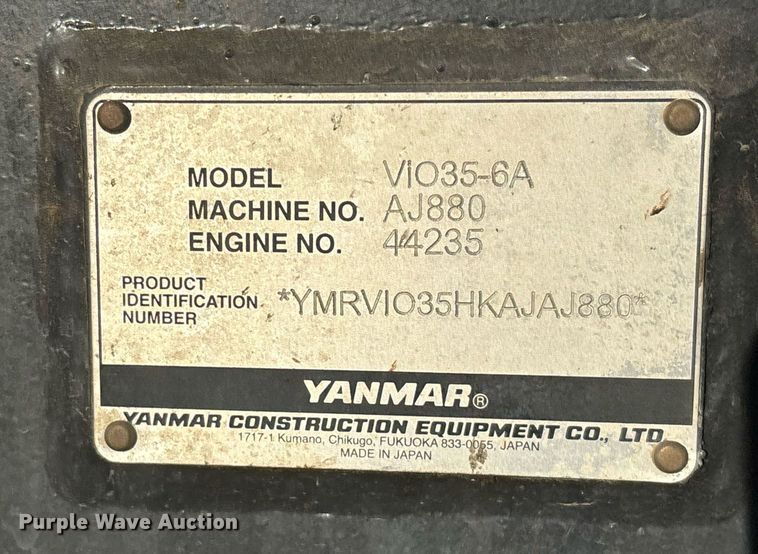 MODEL VIO35-6A
MACHINE NO. AJ880
ENGINE NO. 44235
PRODUCT
IDENTIFICATION
NUMBER *YMRVIO35HKAJAJ880*
YANMAR®
YANMAR CONSTRUCTION EQUIPMENT CO., LTD
1717-1 Kumano, Chikugo, FUKUOKA 833-0055, JAPAN
MADE IN JAPAN
Purple Wave Auction